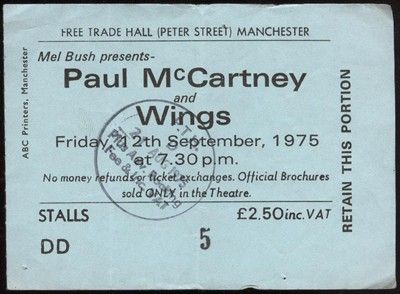 FREE TRADE HALL (PETER STREET) MANCHESTER
Mel Bush presents-
Paul McCartney
and
Wings
Friday, 12th September, 1975
at 7.30 p.m.
No money refunds or ticket exchanges. Official Brochures
sold ONLY in the Theatre.
STALLS
£2.50 inc. VAT
DD
5
ABC Printers, Manchester
RETAIN THIS PORTION
Fee &
VAT